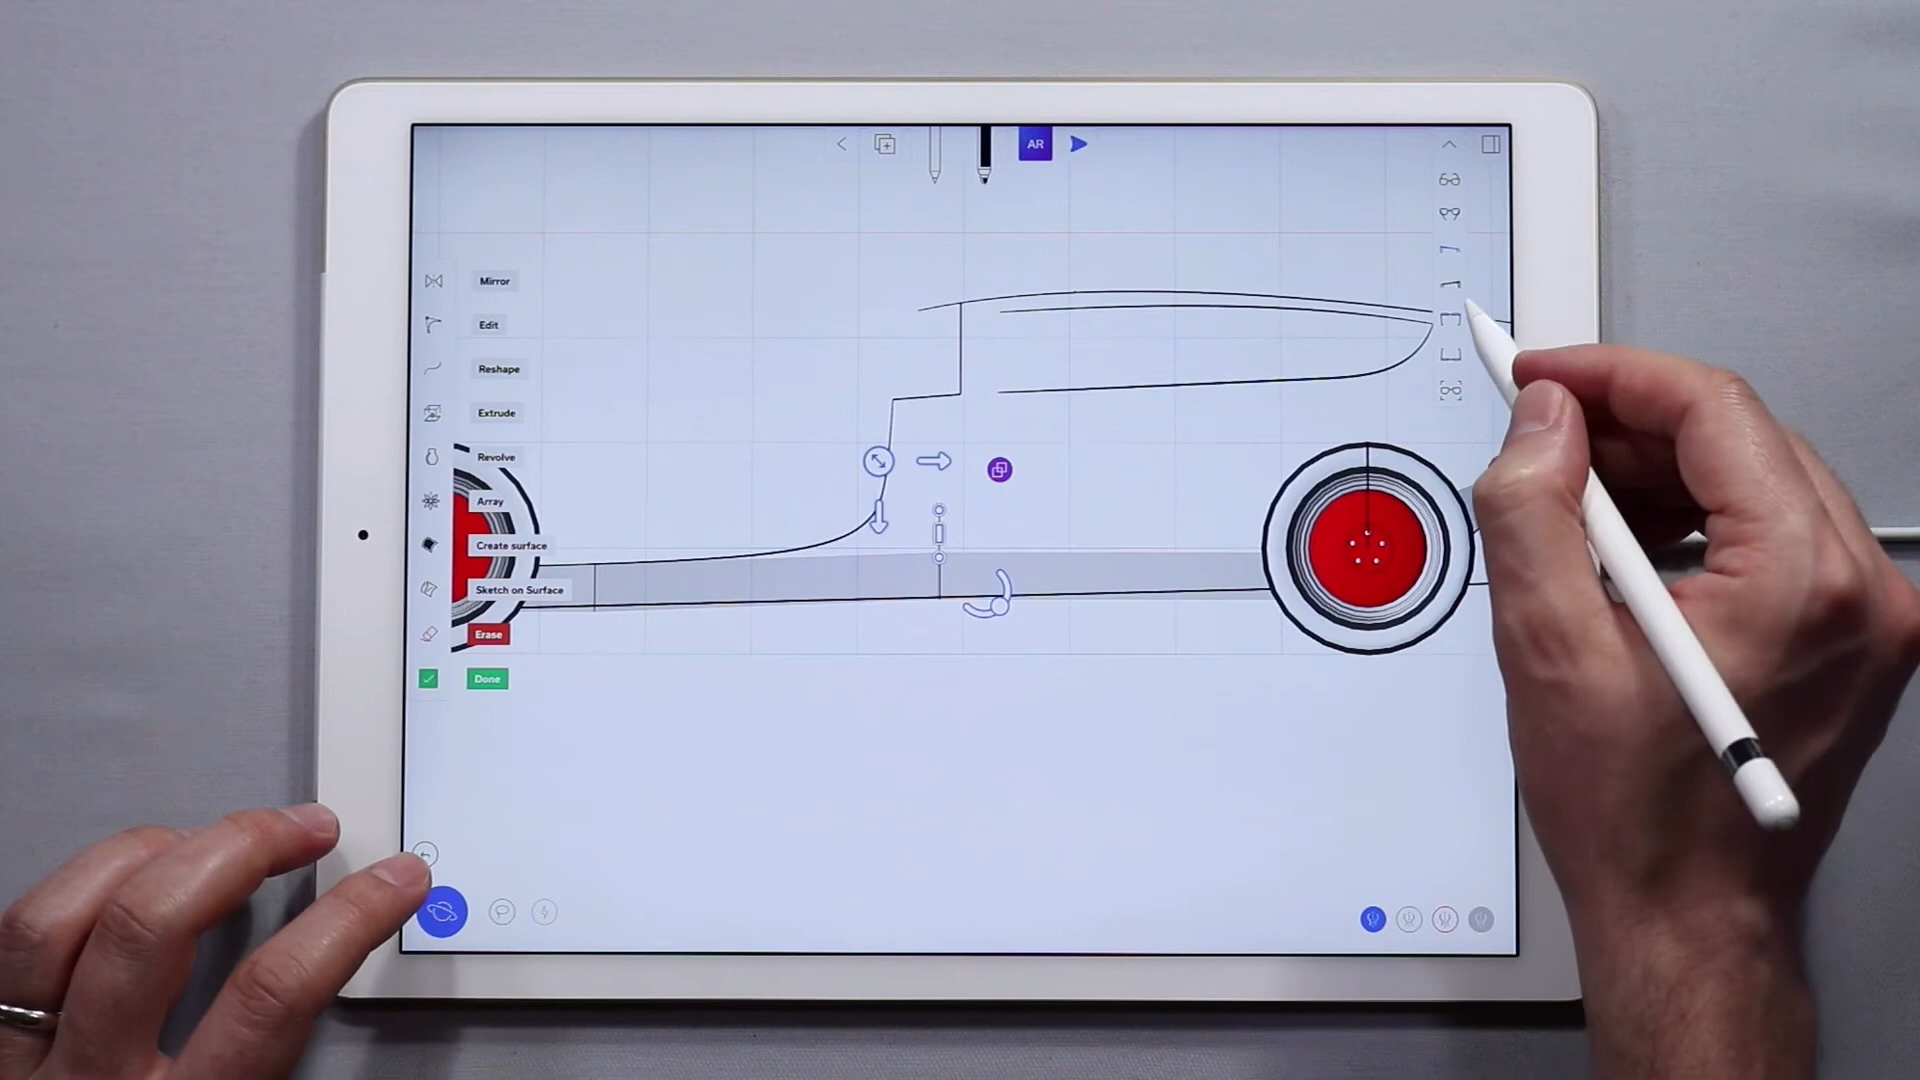 AR
Mirror
Edit
Reshape
Extrude
Revolve
Array
Create surface
Sketch on Surface
Erase
Done